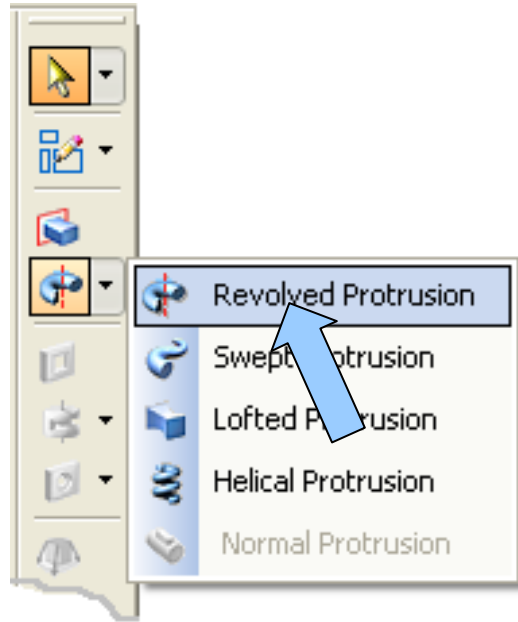 Revolved Protrusion
Swept Protrusion
Lofted Protrusion
Helical Protrusion
Normal Protrusion